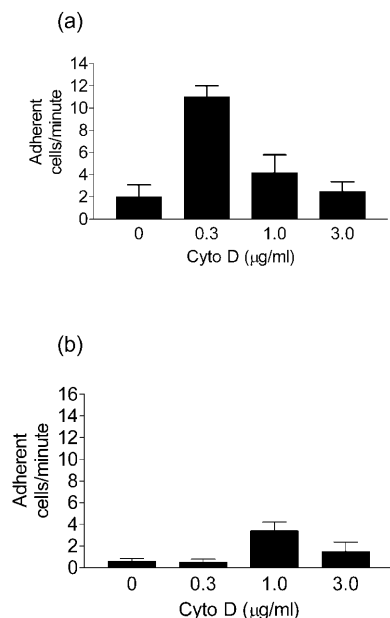 (a)
14
12
10
8
6
4
2
0
Adherent
cells/minute
0 0.3 1.0 3.0
Cyto D (μg/ml)
(b)
16
14
12
10
8
6
4
2
0
Adherent
cells/minute
0 0.3 1.0 3.0
Cyto D (μg/ml)